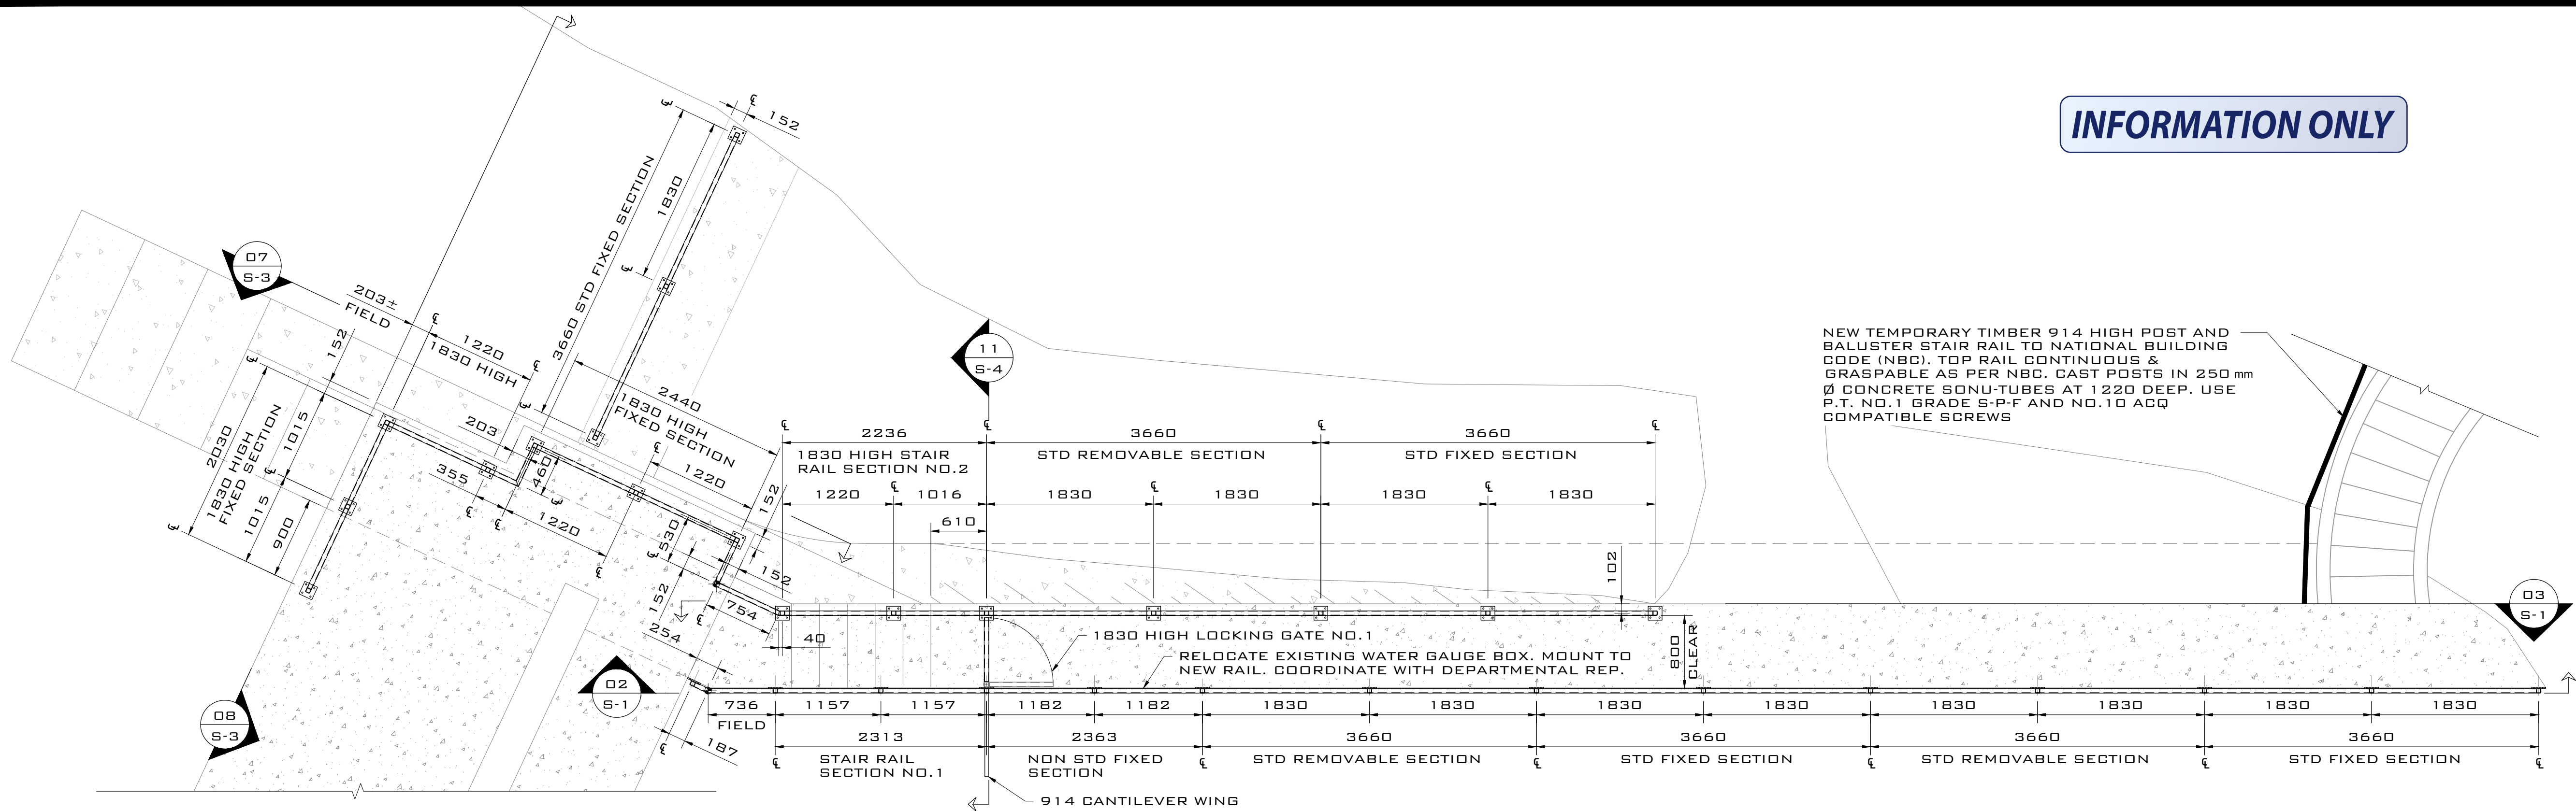 INFORMATION ONLY
152
1830
3660 STD FIXED SECTION
07
S-3
203±
FIELD
152
1220
1830 HIGH
2440
1830 HIGH
FIXED SECTION
1220
152
203
460
355
1220
2030
1830 HIGH
FIXED SECTION
1015
1015
900
530
152
152
754
254
187
40
11
S-4
NEW TEMPORARY TIMBER 914 HIGH POST AND
BALUSTER STAIR RAIL TO NATIONAL BUILDING
CODE (NBC). TOP RAIL CONTINUOUS &
GRASPABLE AS PER NBC. CAST POSTS IN 250 mm
Ø CONCRETE SONU-TUBES AT 1220 DEEP. USE
P.T. NO.1 GRADE S-P-F AND NO.10 ACQ
COMPATIBLE SCREWS
2236
3660
3660
1830 HIGH STAIR
RAIL SECTION NO.2
STD REMOVABLE SECTION
STD FIXED SECTION
1220
1016
1830
1830
1830
1830
610
102
800
CLEAR
03
S-1
1830 HIGH LOCKING GATE NO.1
RELOCATE EXISTING WATER GAUGE BOX. MOUNT TO
NEW RAIL. COORDINATE WITH DEPARTMENTAL REP.
02
S-1
08
S-3
736
FIELD
1157
1157
1182
1182
1830
1830
1830
1830
1830
1830
1830
1830
2313
2363
3660
3660
3660
3660
STAIR RAIL
SECTION NO.1
NON STD FIXED
SECTION
STD REMOVABLE SECTION
STD FIXED SECTION
STD REMOVABLE SECTION
STD FIXED SECTION
914 CANTILEVER WING